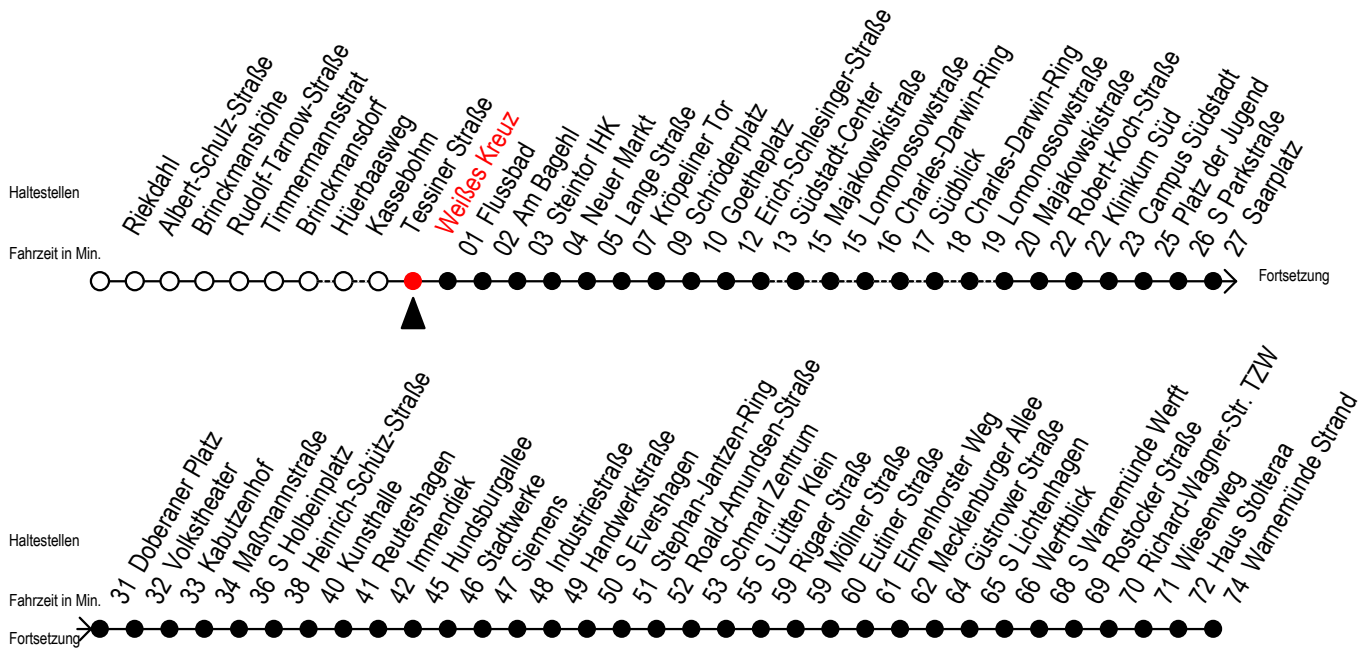 Haltestellen
Riekdahl
Albert-Schulz-Straße
Brinckmanshöhe
Rudolf-Tarnow-Straße
Timmermannsstrat
Brinckmansdorf
Hüerbaasweg
Kassebohm
Tessiner Straße
Weißes Kreuz
01 Flussbad
02 Am Bagehl
03 Steintor IHK
04 Neuer Markt
05 Lange Straße
07 Kröpeliner Tor
09 Schröderplatz
10 Goetheplatz
12 Erich-Schlesinger-Straße
13 Südstadt-Center
15 Majakowskistraße
15 Lomonossowstraße
16 Charles-Darwin-Ring
17 Südblick
18 Charles-Darwin-Ring
19 Lomonossowstraße
20 Majakowskistraße
22 Robert-Koch-Straße
22 Klinikum Süd
23 Campus Südstadt
25 Platz der Jugend
26 S Parkstraße
27 Saarplatz
Fahrzeit in Min.
Fortsetzung
Haltestellen
31 Doberaner Platz
32 Volkstheater
33 Kabutzenhof
34 Maßmannstraße
36 S Holbeinplatz
38 Heinrich-Schütz-Straße
40 Kunsthalle
41 Reutershagen
42 Immendiek
45 Hundsburgallee
46 Stadtwerke
47 Siemens
48 Industriestraße
49 Handwerkstraße
50 S Evershagen
51 Stephan-Jantzen-Ring
52 Roald-Amundsen-Straße
53 Schmarl Zentrum
55 S Lütten Klein
59 Rigaer Straße
59 Möllner Straße
60 Eutiner Straße
61 Elmenhorster Weg
62 Mecklenburger Allee
64 Güstrower Straße
65 S Lichtenhagen
66 Werftblick
68 S Warnemünde Werft
69 Rostocker Straße
70 Richard-Wagner-Str. TZW
71 Wiesenweg
72 Haus Stolteraa
74 Warnemünde Strand
Fahrzeit in Min.
Fortsetzung